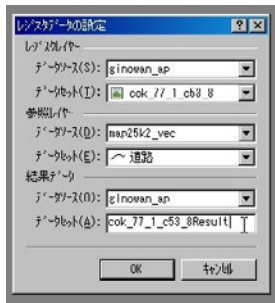 レジスタデータの設定
レジスタレイヤー
データソース(S): ginowan_ap
データセット(T): cok_77_1_c53_8
参照レイヤー
データソース(D): map25k2_vec
データセット(E): 道路
結果データ
データソース(O): ginowan_ap
データセット(A): cok_77_1_c53_8Result
OK キャンセル